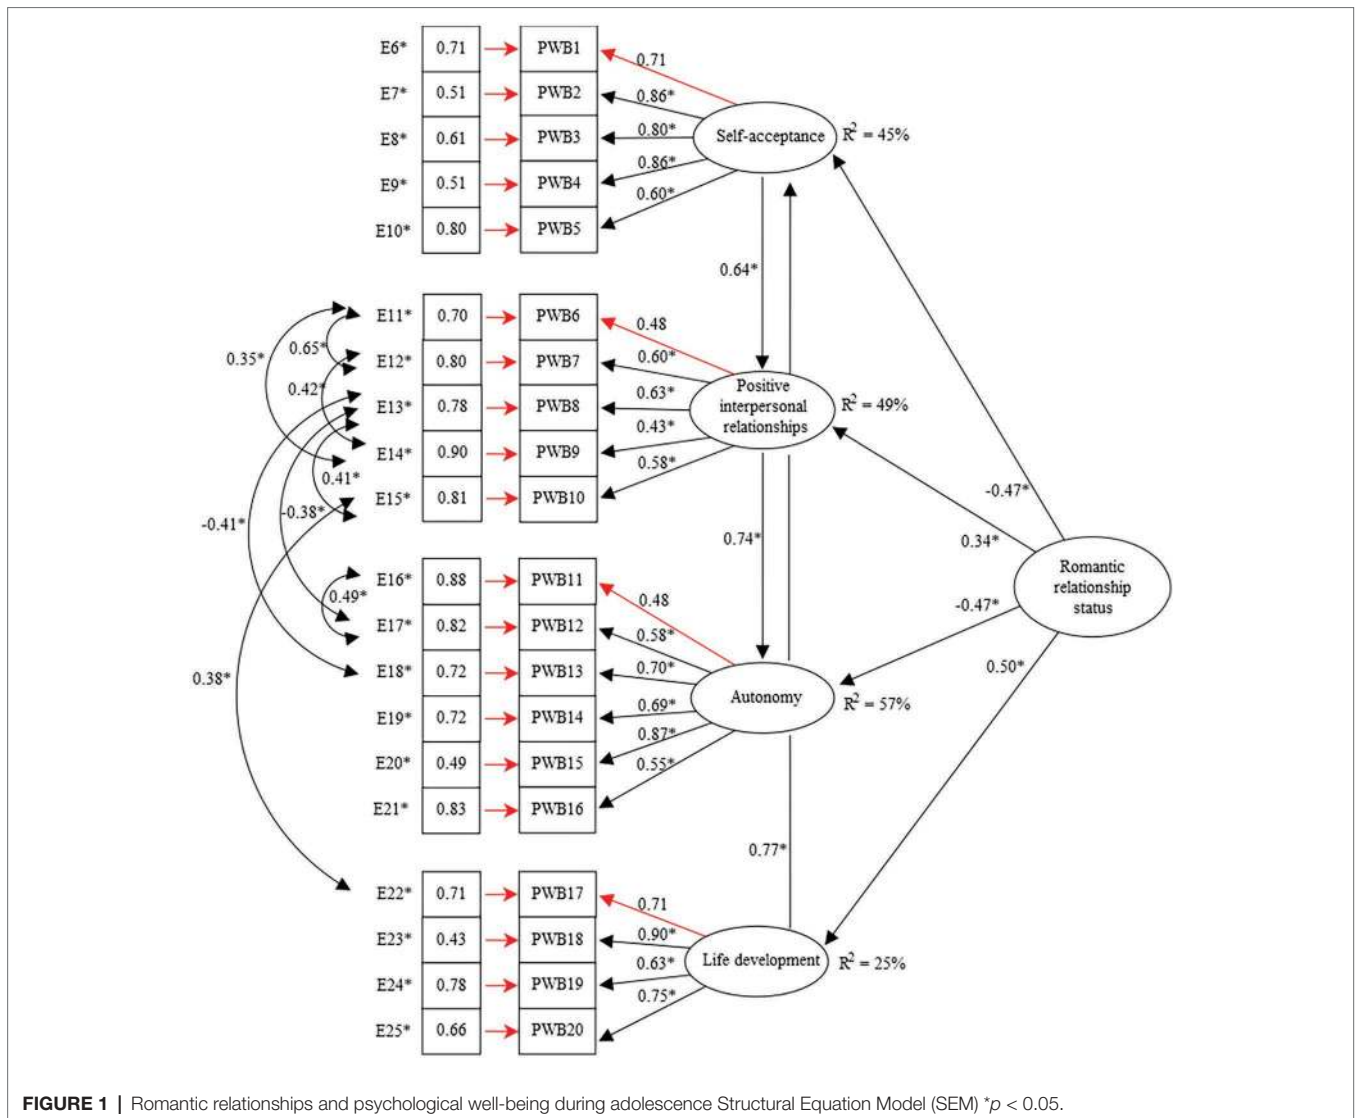 E6* 0.71 PWB1 0.71
E7* 0.51 PWB2 0.86*
E8* 0.61 PWB3 0.80* Self-acceptance R² = 45%
E9* 0.51 PWB4 0.86*
E10* 0.80 PWB5 0.60*
0.64*
E11* 0.70 PWB6 0.48
0.35* 0.65* E12* 0.80 PWB7 0.60*
0.42* E13* 0.78 PWB8 0.63* Positive
interpersonal R² = 49%
relationships
E14* 0.90 PWB9 0.43*
0.41* E15* 0.81 PWB10 0.58*
-0.41* -0.38* 0.74* -0.47*
0.34*
E16* 0.88 PWB11 0.48 Romantic
relationship
status
0.49* E17* 0.82 PWB12 0.58* -0.47*
0.38* E18* 0.72 PWB13 0.70* 0.50*
E19* 0.72 PWB14 0.69* Autonomy R² = 57%
E20* 0.49 PWB15 0.87*
E21* 0.83 PWB16 0.55*
0.77*
E22* 0.71 PWB17 0.71
E23* 0.43 PWB18 0.90*
E24* 0.78 PWB19 0.63* Life development R² = 25%
E25* 0.66 PWB20 0.75*
FIGURE 1 | Romantic relationships and psychological well-being during adolescence Structural Equation Model (SEM) *p < 0.05.